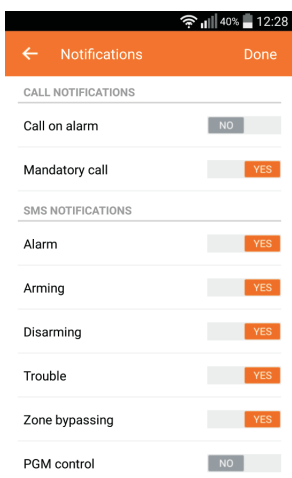 40% 12:28
Notifications Done
CALL NOTIFICATIONS
Call on alarm NO
Mandatory call YES
SMS NOTIFICATIONS
Alarm YES
Arming YES
Disarming YES
Trouble YES
Zone bypassing YES
PGM control NO